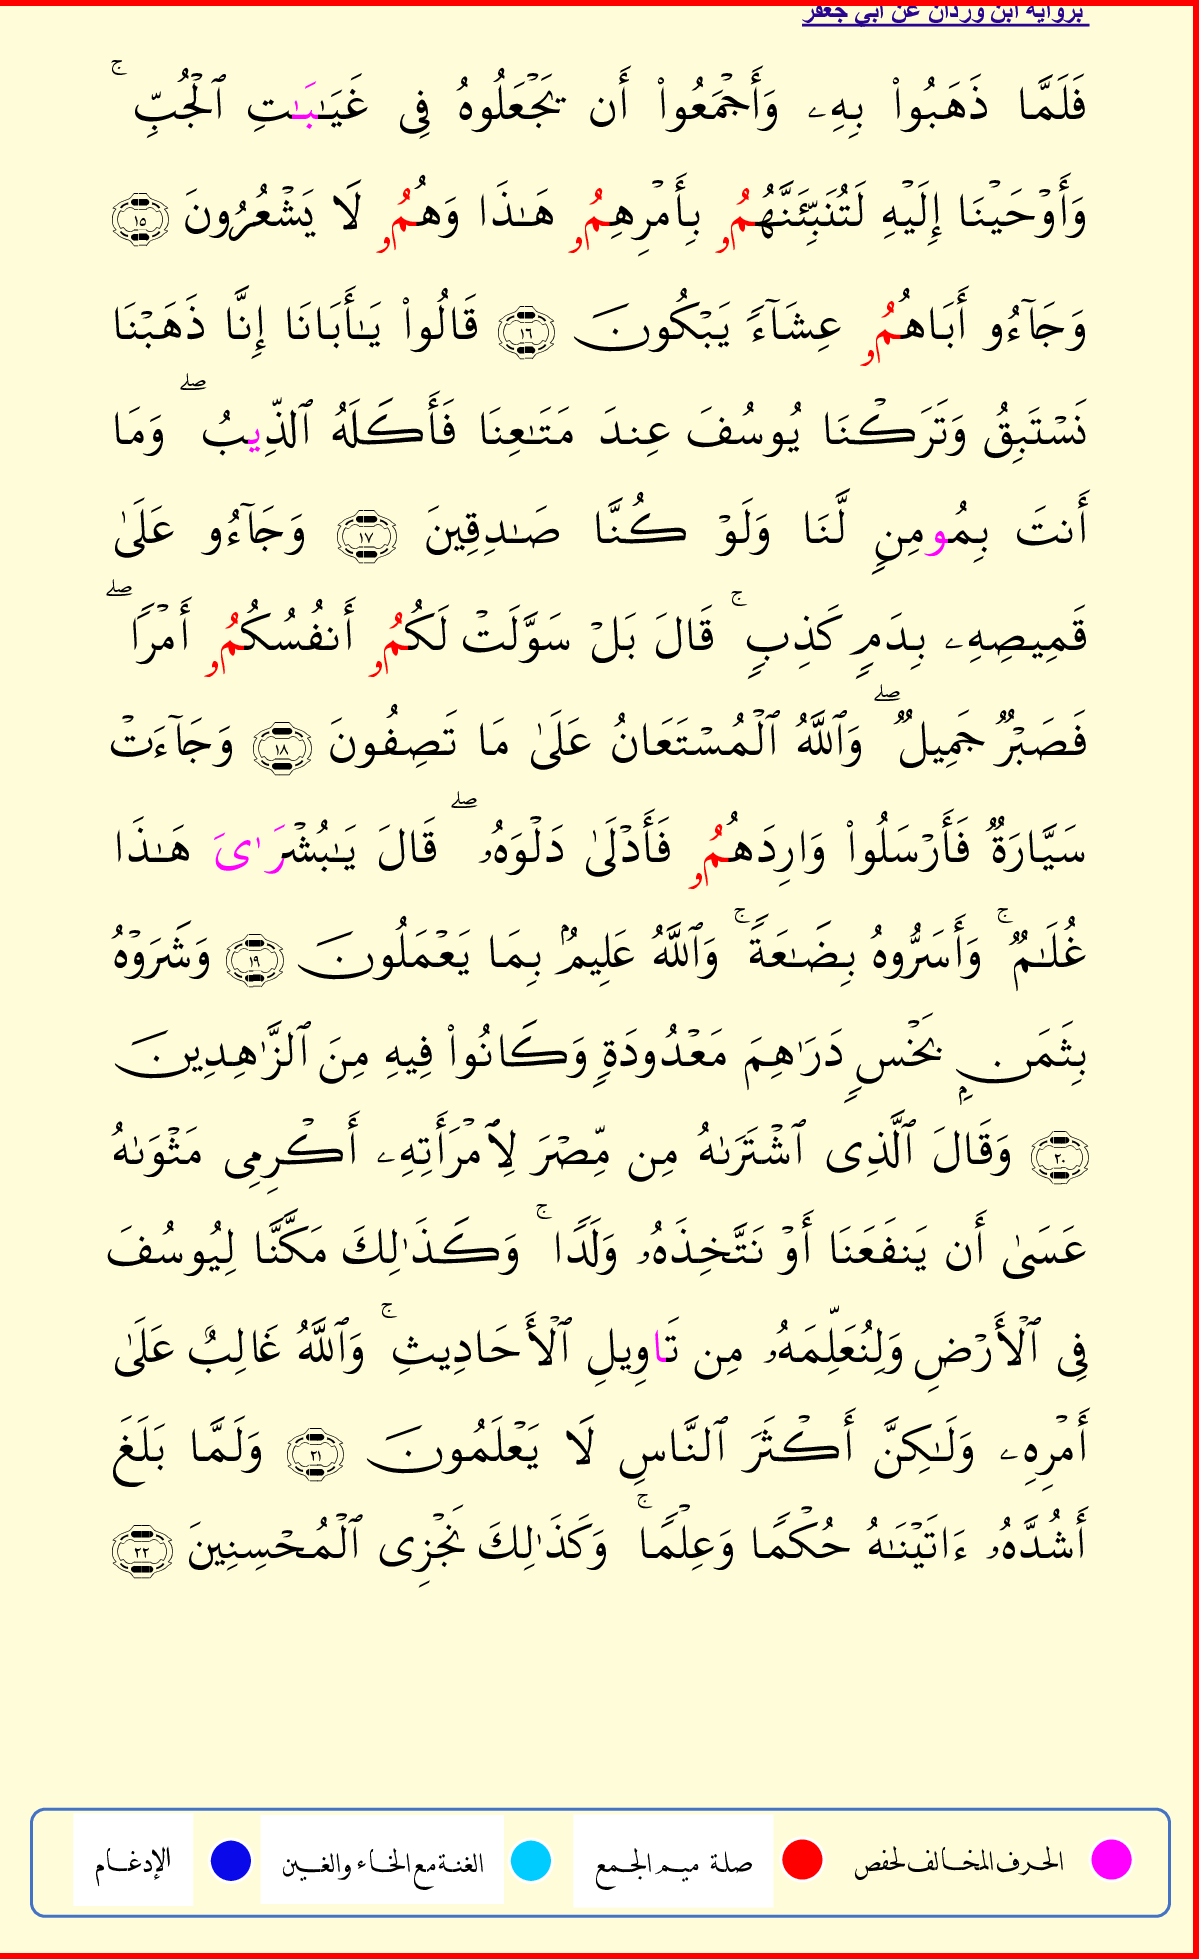 برواية ابن وردان عن أبي جعفر
فَلَمَّا ذَهَبُواْ بِهِۦ وَأَجۡمَعُواْ أَن يَجۡعَلُوهُ فِي غَيَٰبَٰتِ ٱلۡجُبِّۚ
وَأَوۡحَيۡنَا إِلَيۡهِ لَتُنَبِّئَنَّهُمُۥ بِأَمۡرِهِمُۥ هَٰذَا وَهُمُۥ لَا يَشۡعُرُونَ ١٥
وَجَآءُو أَبَاهُمُۥ عِشَآءٗ يَبۡكُونَ ١٦ قَالُواْ يَٰأَبَانَا إِنَّا ذَهَبۡنَا
نَسۡتَبِقُ وَتَرَكۡنَا يُوسُفَ عِندَ مَتَٰعِنَا فَأَكَلَهُ ٱلذِّيبُۖ وَمَا
أَنتَ بِمُومِنٖ لَّنَا وَلَوۡ كُنَّا صَٰدِقِينَ ١٧ وَجَآءُو عَلَىٰ
قَمِيصِهِۦ بِدَمٖ كَذِبٖۚ قَالَ بَلۡ سَوَّلَتۡ لَكُمُۥ أَنفُسُكُمُۥ أَمۡرٗاۖ
فَصَبۡرٞ جَمِيلٞۖ وَٱللَّهُ ٱلۡمُسۡتَعَانُ عَلَىٰ مَا تَصِفُونَ ١٨ وَجَآءَتۡ
سَيَّارَةٞ فَأَرۡسَلُواْ وَارِدَهُمُۥ فَأَدۡلَىٰ دَلۡوَهُۥۖ قَالَ يَٰبُشۡرَٰىَ هَٰذَا
غُلَٰمٞۚ وَأَسَرُّوهُ بِضَٰعَةٗۚ وَٱللَّهُ عَلِيمُۢ بِمَا يَعۡمَلُونَ ١٩ وَشَرَوۡهُ
بِثَمَنِۭ بَخۡسٖ دَرَٰهِمَ مَعۡدُودَةٖ وَكَانُواْ فِيهِ مِنَ ٱلزَّٰهِدِينَ
٢٠ وَقَالَ ٱلَّذِي ٱشۡتَرَىٰهُ مِن مِّصۡرَ لِٱمۡرَأَتِهِۦ أَكۡرِمِي مَثۡوَىٰهُ
عَسَىٰ أَن يَنفَعَنَا أَوۡ نَتَّخِذَهُۥ وَلَدٗاۚ وَكَذَٰلِكَ مَكَّنَّا لِيُوسُفَ
فِي ٱلۡأَرۡضِ وَلِنُعَلِّمَهُۥ مِن تَاوِيلِ ٱلۡأَحَادِيثِۚ وَٱللَّهُ غَالِبٌ عَلَىٰ
أَمۡرِهِۦ وَلَٰكِنَّ أَكۡثَرَ ٱلنَّاسِ لَا يَعۡلَمُونَ ٢١ وَلَمَّا بَلَغَ
أَشُدَّهُۥ ءَاتَيۡنَٰهُ حُكۡمٗا وَعِلۡمٗاۚ وَكَذَٰلِكَ نَجۡزِي ٱلۡمُحۡسِنِينَ ٢٢
الحرف المخالف لحفص صلة ميم الجمع الغنة مع الخاء والغين الإدغام